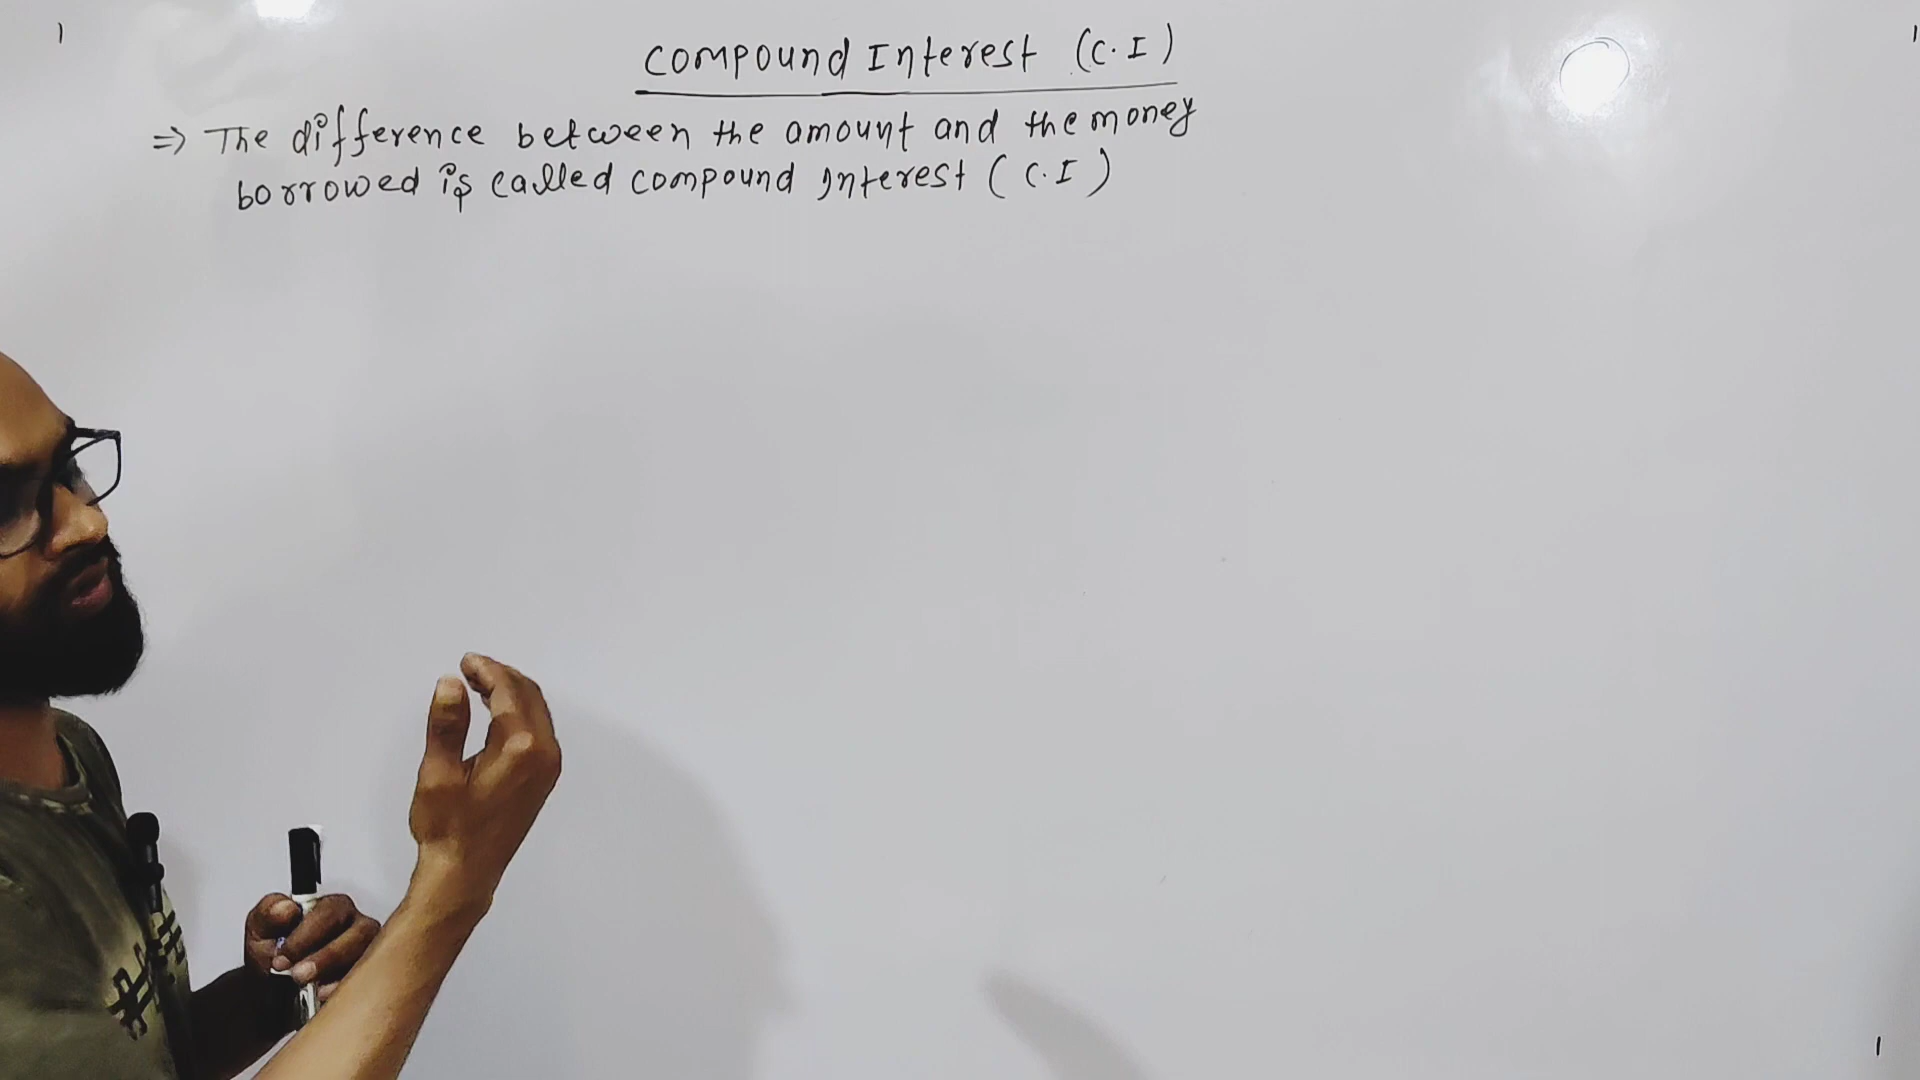 Compound Interest (C.I)
⇒ The difference between the amount and the money
borrowed is called compound Interest (C.I)